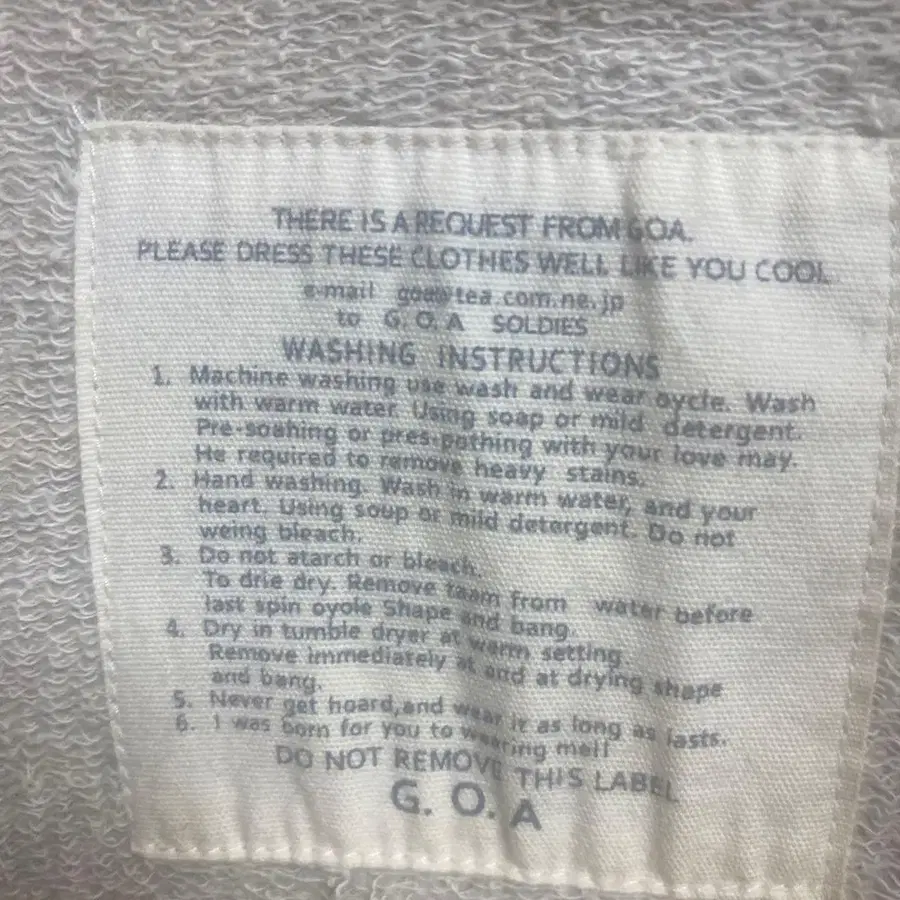 THERE IS A REQUEST FROM GOA.
PLEASE DRESS THESE CLOTHES WELL LIKE YOU COOL
e-mail goa@tea.com.ne.jp
to G. O. A SOLDIES
WASHING INSTRUCTIONS
1. Machine washing use wash and wear oycle. Wash
with warm water. Using soap or mild detergent.
Pre-soahing or pres-pothing with your love may.
He required to remove heavy stains.
2. Hand washing. Wash in warm water, and your
heart. Using soup or mild detergent. Do not
weing bleach.
3. Do not atarch or bleach.
To drie dry. Remove taam from water before
last spin oyole Shape and bang.
4. Dry in tumble dryer at warm setting
Remove immediately at and at drying shape
and bang.
5. Never get hoard,and wear it as long as lasts.
6. I was born for you to wearing mell
DO NOT REMOVE THIS LABEL
G. O. A